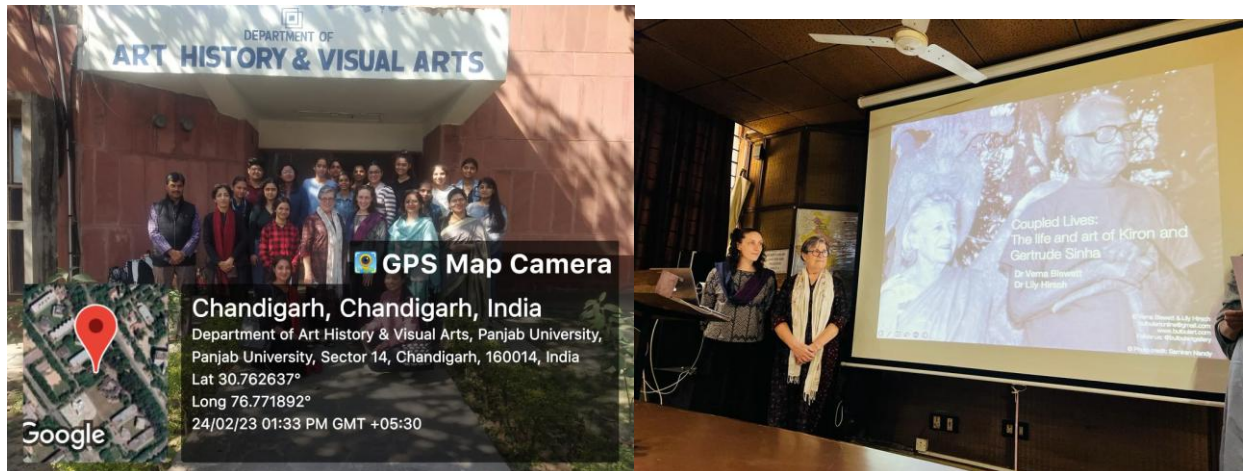 DEPARTMENT OF
ART HISTORY & VISUAL ARTS
GPS Map Camera
Chandigarh, Chandigarh, India
Department of Art History & Visual Arts, Panjab University,
Panjab University, Sector 14, Chandigarh, 160014, India
Lat 30.762637°
Long 76.771892°
24/02/23 01:33 PM GMT +05:30
Google
Coupled Lives:
The life and art of Kiron and
Gertrude Sinha
Dr Verna Blewett
Dr Lily Hirssh